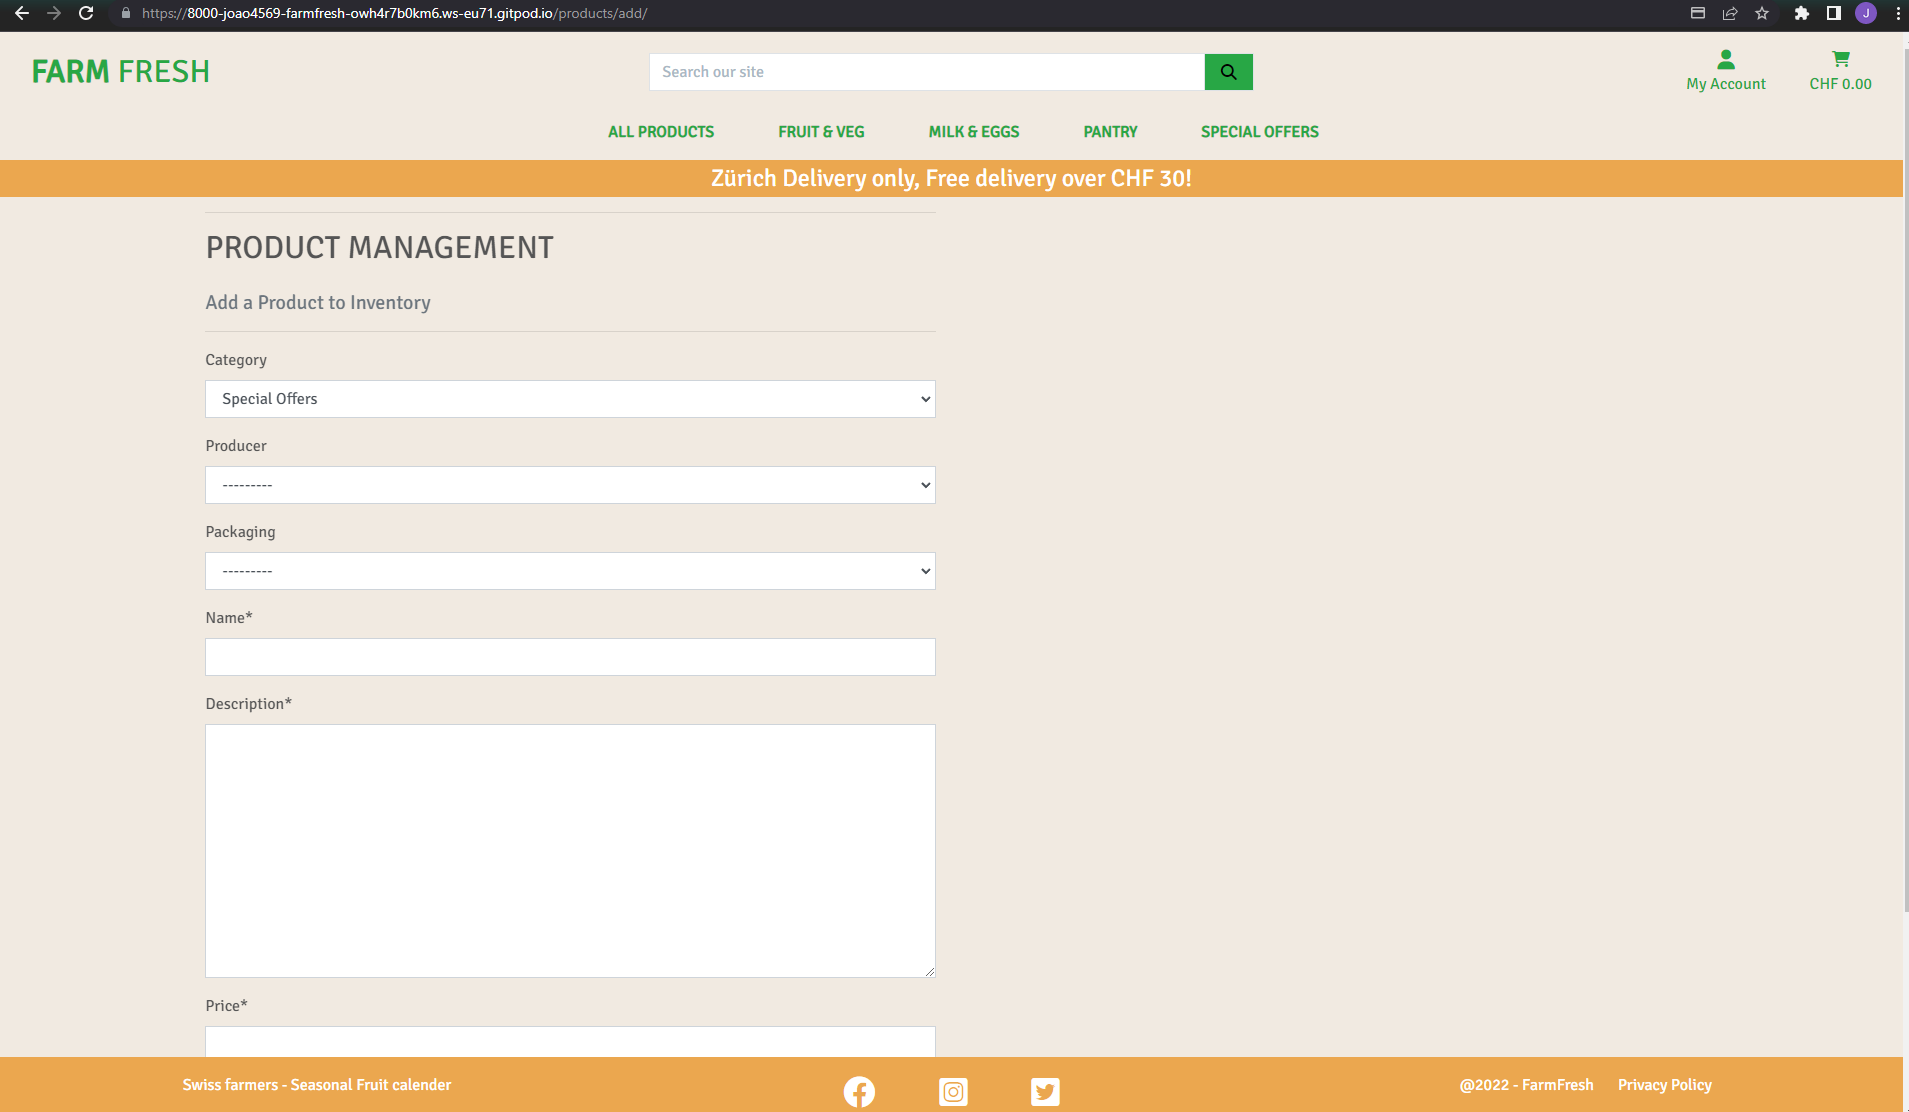 https://8000-joao4569-farmfresh-owh4r7b0km6.ws-eu71.gitpod.io/products/add/
J
FARM FRESH
Search our site
My Account
CHF 0.00
ALL PRODUCTS FRUIT & VEG MILK & EGGS PANTRY SPECIAL OFFERS
Zürich Delivery only, Free delivery over CHF 30!
PRODUCT MANAGEMENT
Add a Product to Inventory
Category
Special Offers
Producer
---------
Packaging
---------
Name*
Description*
Price*
Swiss farmers - Seasonal Fruit calender
@2022 - FarmFresh Privacy Policy